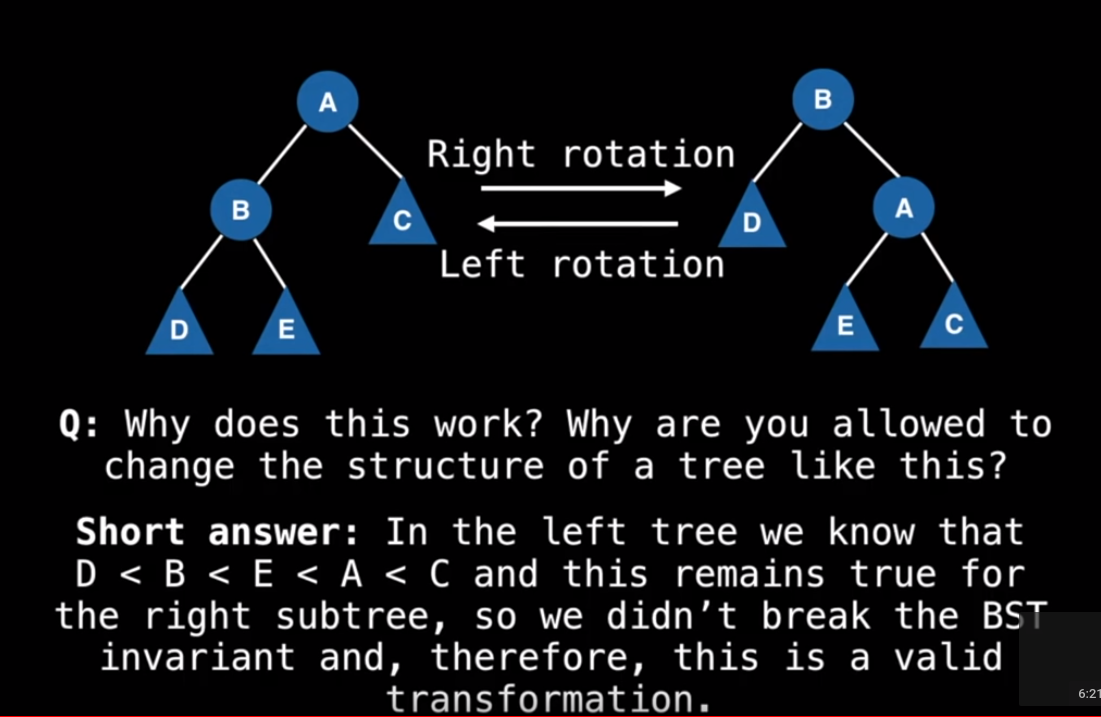 A
B
Right rotation
B
C
D
A
Left rotation
D
E
E
C
Q: Why does this work? Why are you allowed to
change the structure of a tree like this?
Short answer: In the left tree we know that
D < B < E < A < C and this remains true for
the right subtree, so we didn't break the BST
invariant and, therefore, this is a valid
transformation.
6:21